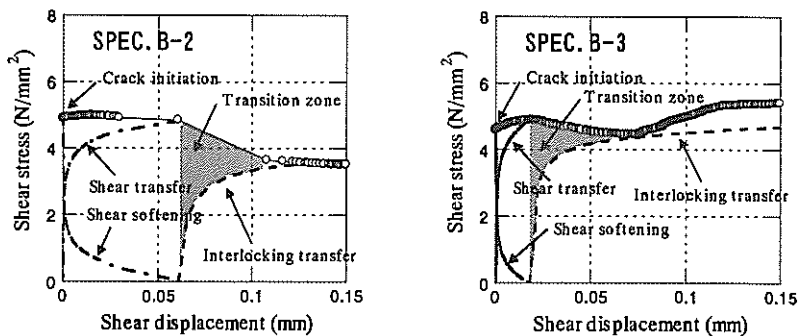 SPEC. B-2
Shear stress (N/mm²)
8
6
4
2
0
Crack initiation
Transition zone
Shear transfer
Shear softening
Interlocking transfer
0
0.05
0.1
0.15
Shear displacement (mm)
SPEC. B-3
Shear stress (N/mm²)
8
6
4
2
0
Crack initiation
Transition zone
Shear transfer
Interlocking transfer
Shear softening
0
0.05
0.1
0.15
Shear displacement (mm)